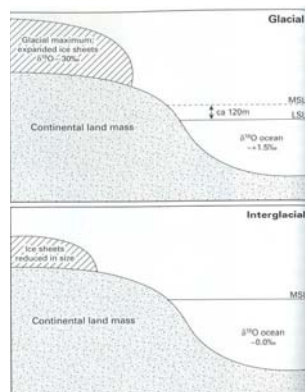 Glacial
Glacial maximum;
expanded ice sheets
δ¹⁸O – 30‰
MSL
ca 120m
LSL
Continental land mass
δ¹⁸O ocean
~+1.5‰
Interglacial
Ice sheets
reduced in size
MSL
Continental land mass
δ¹⁸O ocean
~0.0‰